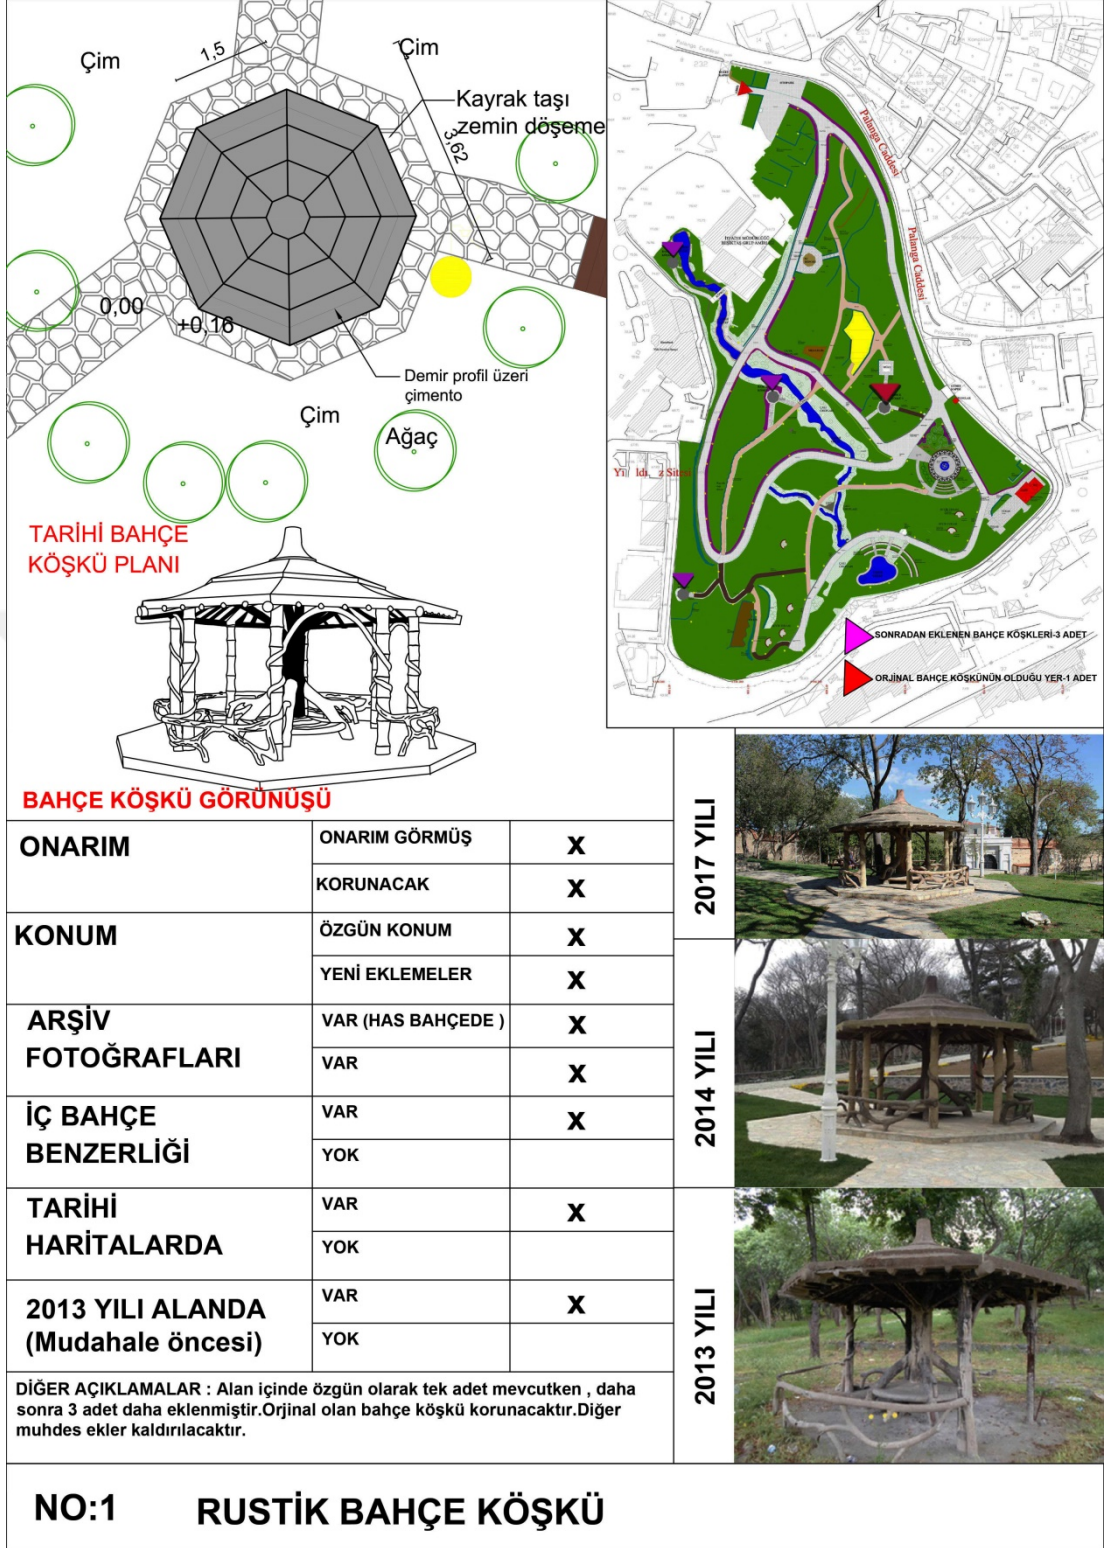 Çim
1,5
Çim
Kayrak taşı
zemin döşeme
3,62
0,00
+0,16
Demir profil üzeri
çimento
Çim
Ağaç
TARİHİ BAHÇE
KÖŞKÜ PLANI
BAHÇE KÖŞKÜ GÖRÜNÜŞÜ
1
Palanga Caddesi
Palanga Caddesi
Palanga Caddesi
Yı ldı z Sitesi
SONRADAN EKLENEN BAHÇE KÖŞKLERİ-3 ADET
ORJİNAL BAHÇE KÖŞKÜNÜN OLDUĞU YER-1 ADET
ONARIM
ONARIM GÖRMÜŞ X
KORUNACAK X
KONUM
ÖZGÜN KONUM X
YENİ EKLEMELER X
ARŞİV
FOTOĞRAFLARI
VAR (HAS BAHÇEDE ) X
VAR X
İÇ BAHÇE
BENZERLİĞİ
VAR X
YOK
TARİHİ
HARİTALARDA
VAR X
YOK
2013 YILI ALANDA
(Mudahale öncesi)
VAR X
YOK
2017 YILI
2014 YILI
2013 YILI
DİĞER AÇIKLAMALAR : Alan içinde özgün olarak tek adet mevcutken , daha
sonra 3 adet daha eklenmiştir.Orjinal olan bahçe köşkü korunacaktır.Diğer
muhdes ekler kaldırılacaktır.
NO:1 RUSTİK BAHÇE KÖŞKÜ